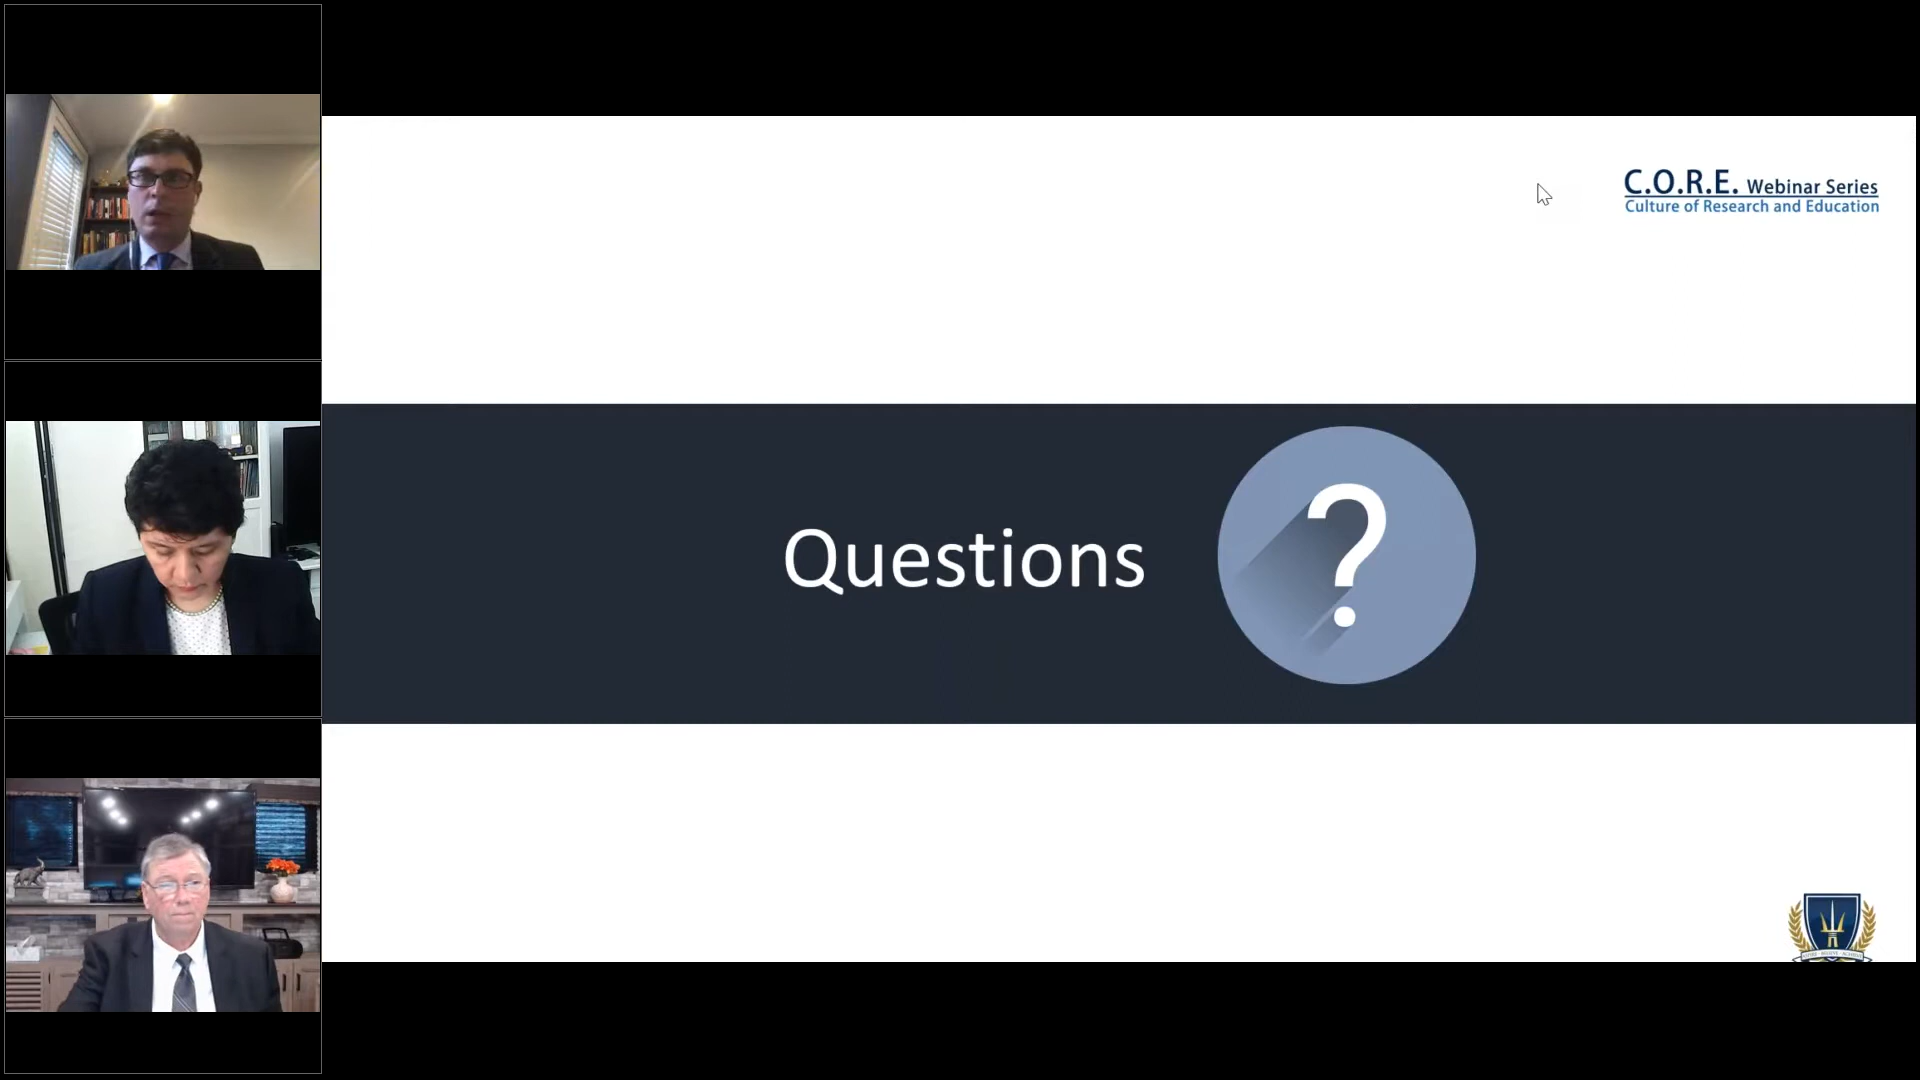 C.O.R.E. Webinar Series
Culture of Research and Education
Questions
?